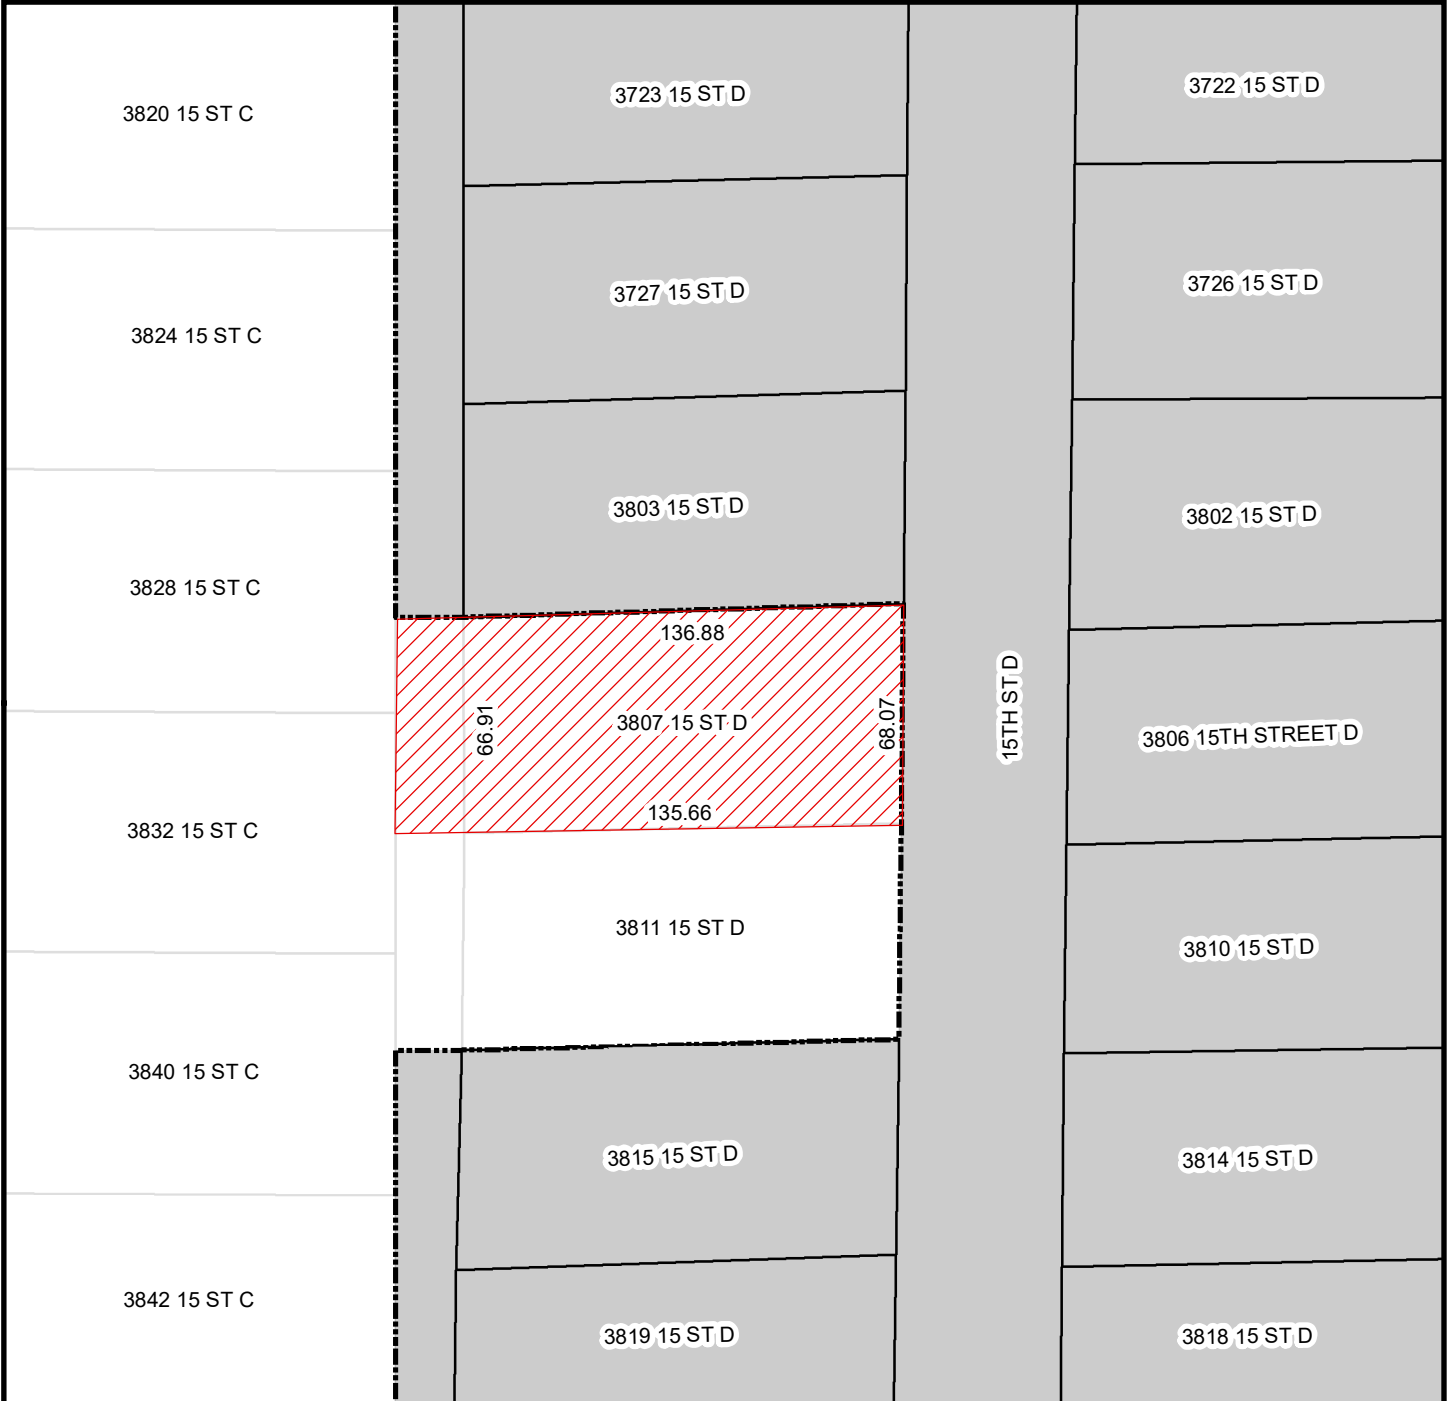 3820 15 ST C
3723 15 ST D
3722 15 ST D
3824 15 ST C
3727 15 ST D
3726 15 ST D
3828 15 ST C
3803 15 ST D
3802 15 ST D
136.88
66.91
3807 15 ST D
68.07
135.66
15TH ST D
3806 15TH STREET D
3832 15 ST C
3811 15 ST D
3810 15 ST D
3840 15 ST C
3815 15 ST D
3814 15 ST D
3842 15 ST C
3819 15 ST D
3818 15 ST D